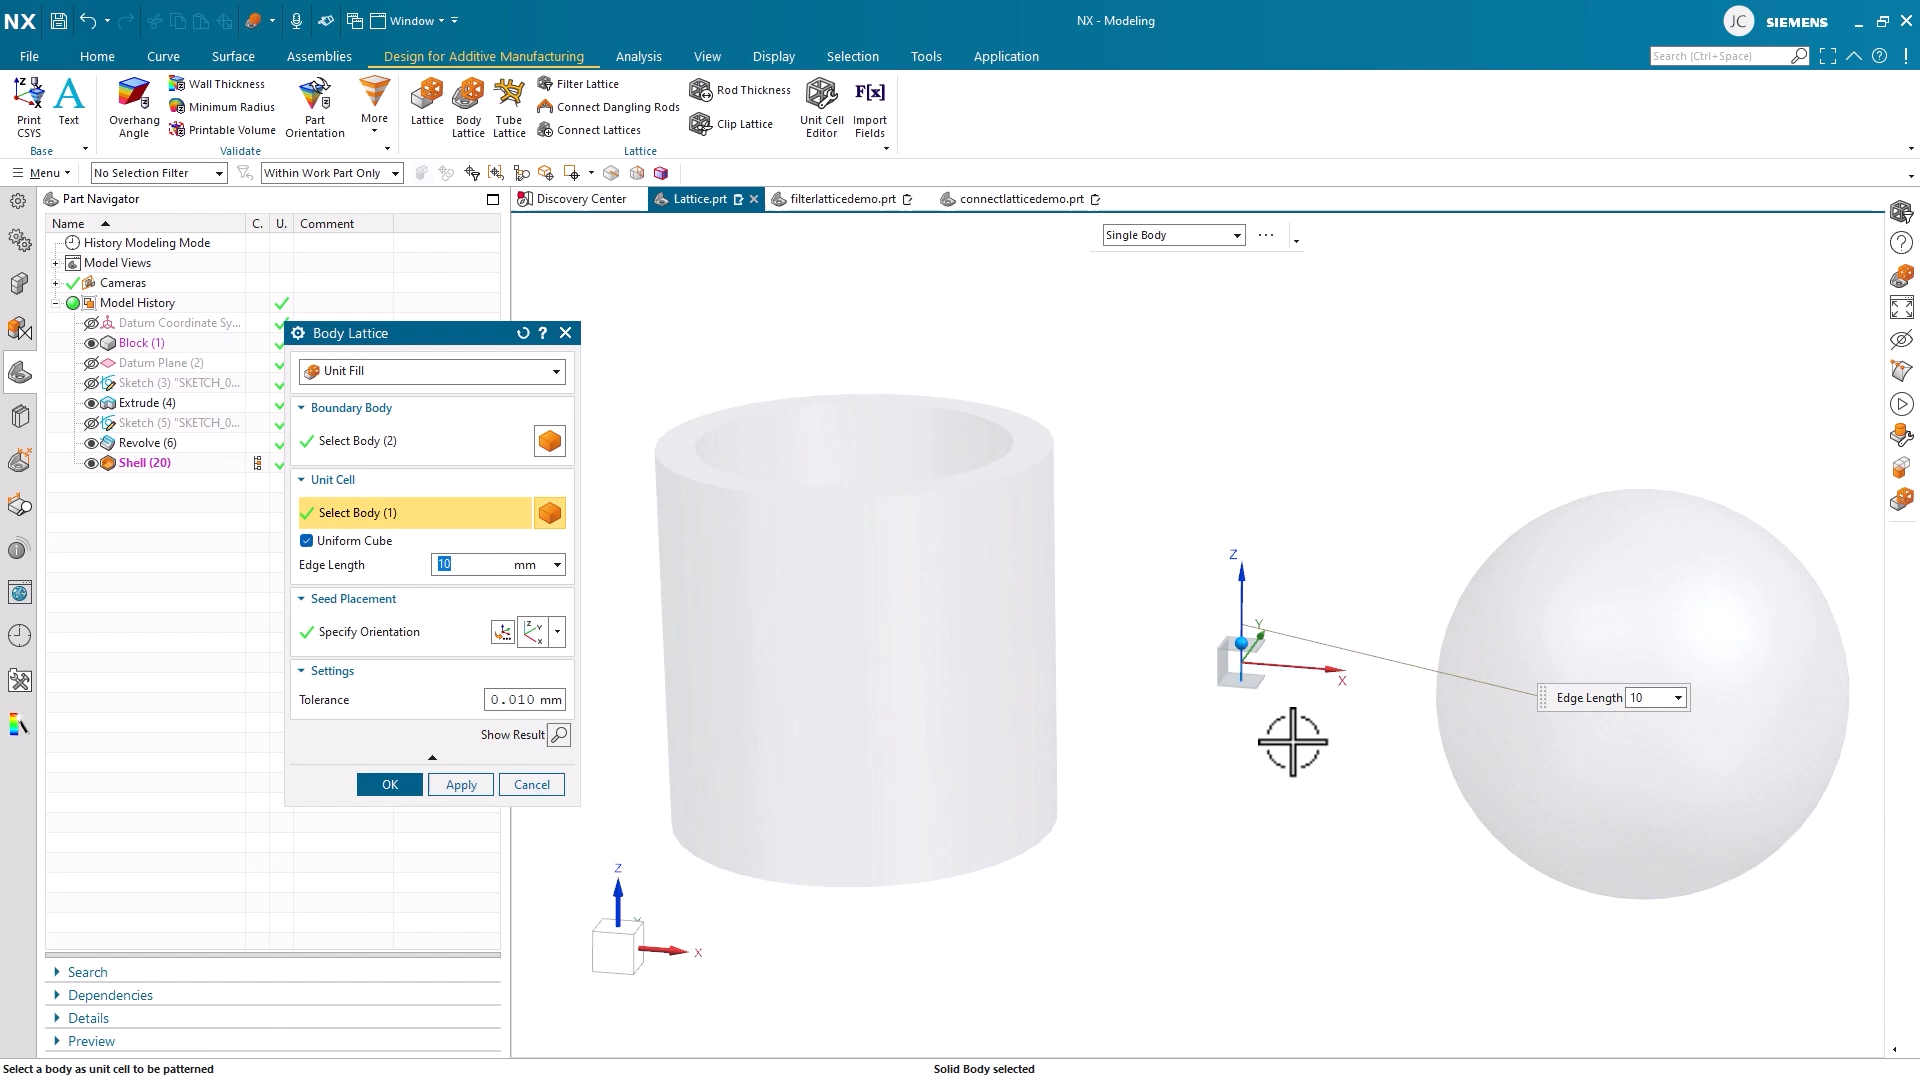 NX
Window
NX - Modeling
JC
SIEMENS
File
Home
Curve
Surface
Assemblies
Design for Additive Manufacturing
Analysis
View
Display
Selection
Tools
Application
Search (Ctrl+Space)
Print CSYS
Text
Base
Overhang Angle
Wall Thickness
Minimum Radius
Printable Volume
Part Orientation
More
Validate
Lattice
Body Lattice
Tube Lattice
Filter Lattice
Connect Dangling Rods
Connect Lattices
Rod Thickness
Clip Lattice
Unit Cell Editor
F[x]
Import Fields
Lattice
Menu
No Selection Filter
Within Work Part Only
Part Navigator
Discovery Center
Lattice.prt
filterlatticedemo.prt
connectlatticedemo.prt
Name
C.
U.
Comment
Single Body
History Modeling Mode
Model Views
Cameras
Model History
Datum Coordinate Sy...
Block (1)
Datum Plane (2)
Sketch (3) "SKETCH_0...
Extrude (4)
Sketch (5) "SKETCH_0...
Revolve (6)
Shell (20)
Body Lattice
Unit Fill
Boundary Body
Select Body (2)
Unit Cell
Select Body (1)
Uniform Cube
Edge Length
10
mm
Seed Placement
Specify Orientation
Settings
Tolerance
0.010 mm
Show Result
OK
Apply
Cancel
Z
Y
X
Edge Length
10
Z
X
Search
Dependencies
Details
Preview
Select a body as unit cell to be patterned
Solid Body selected